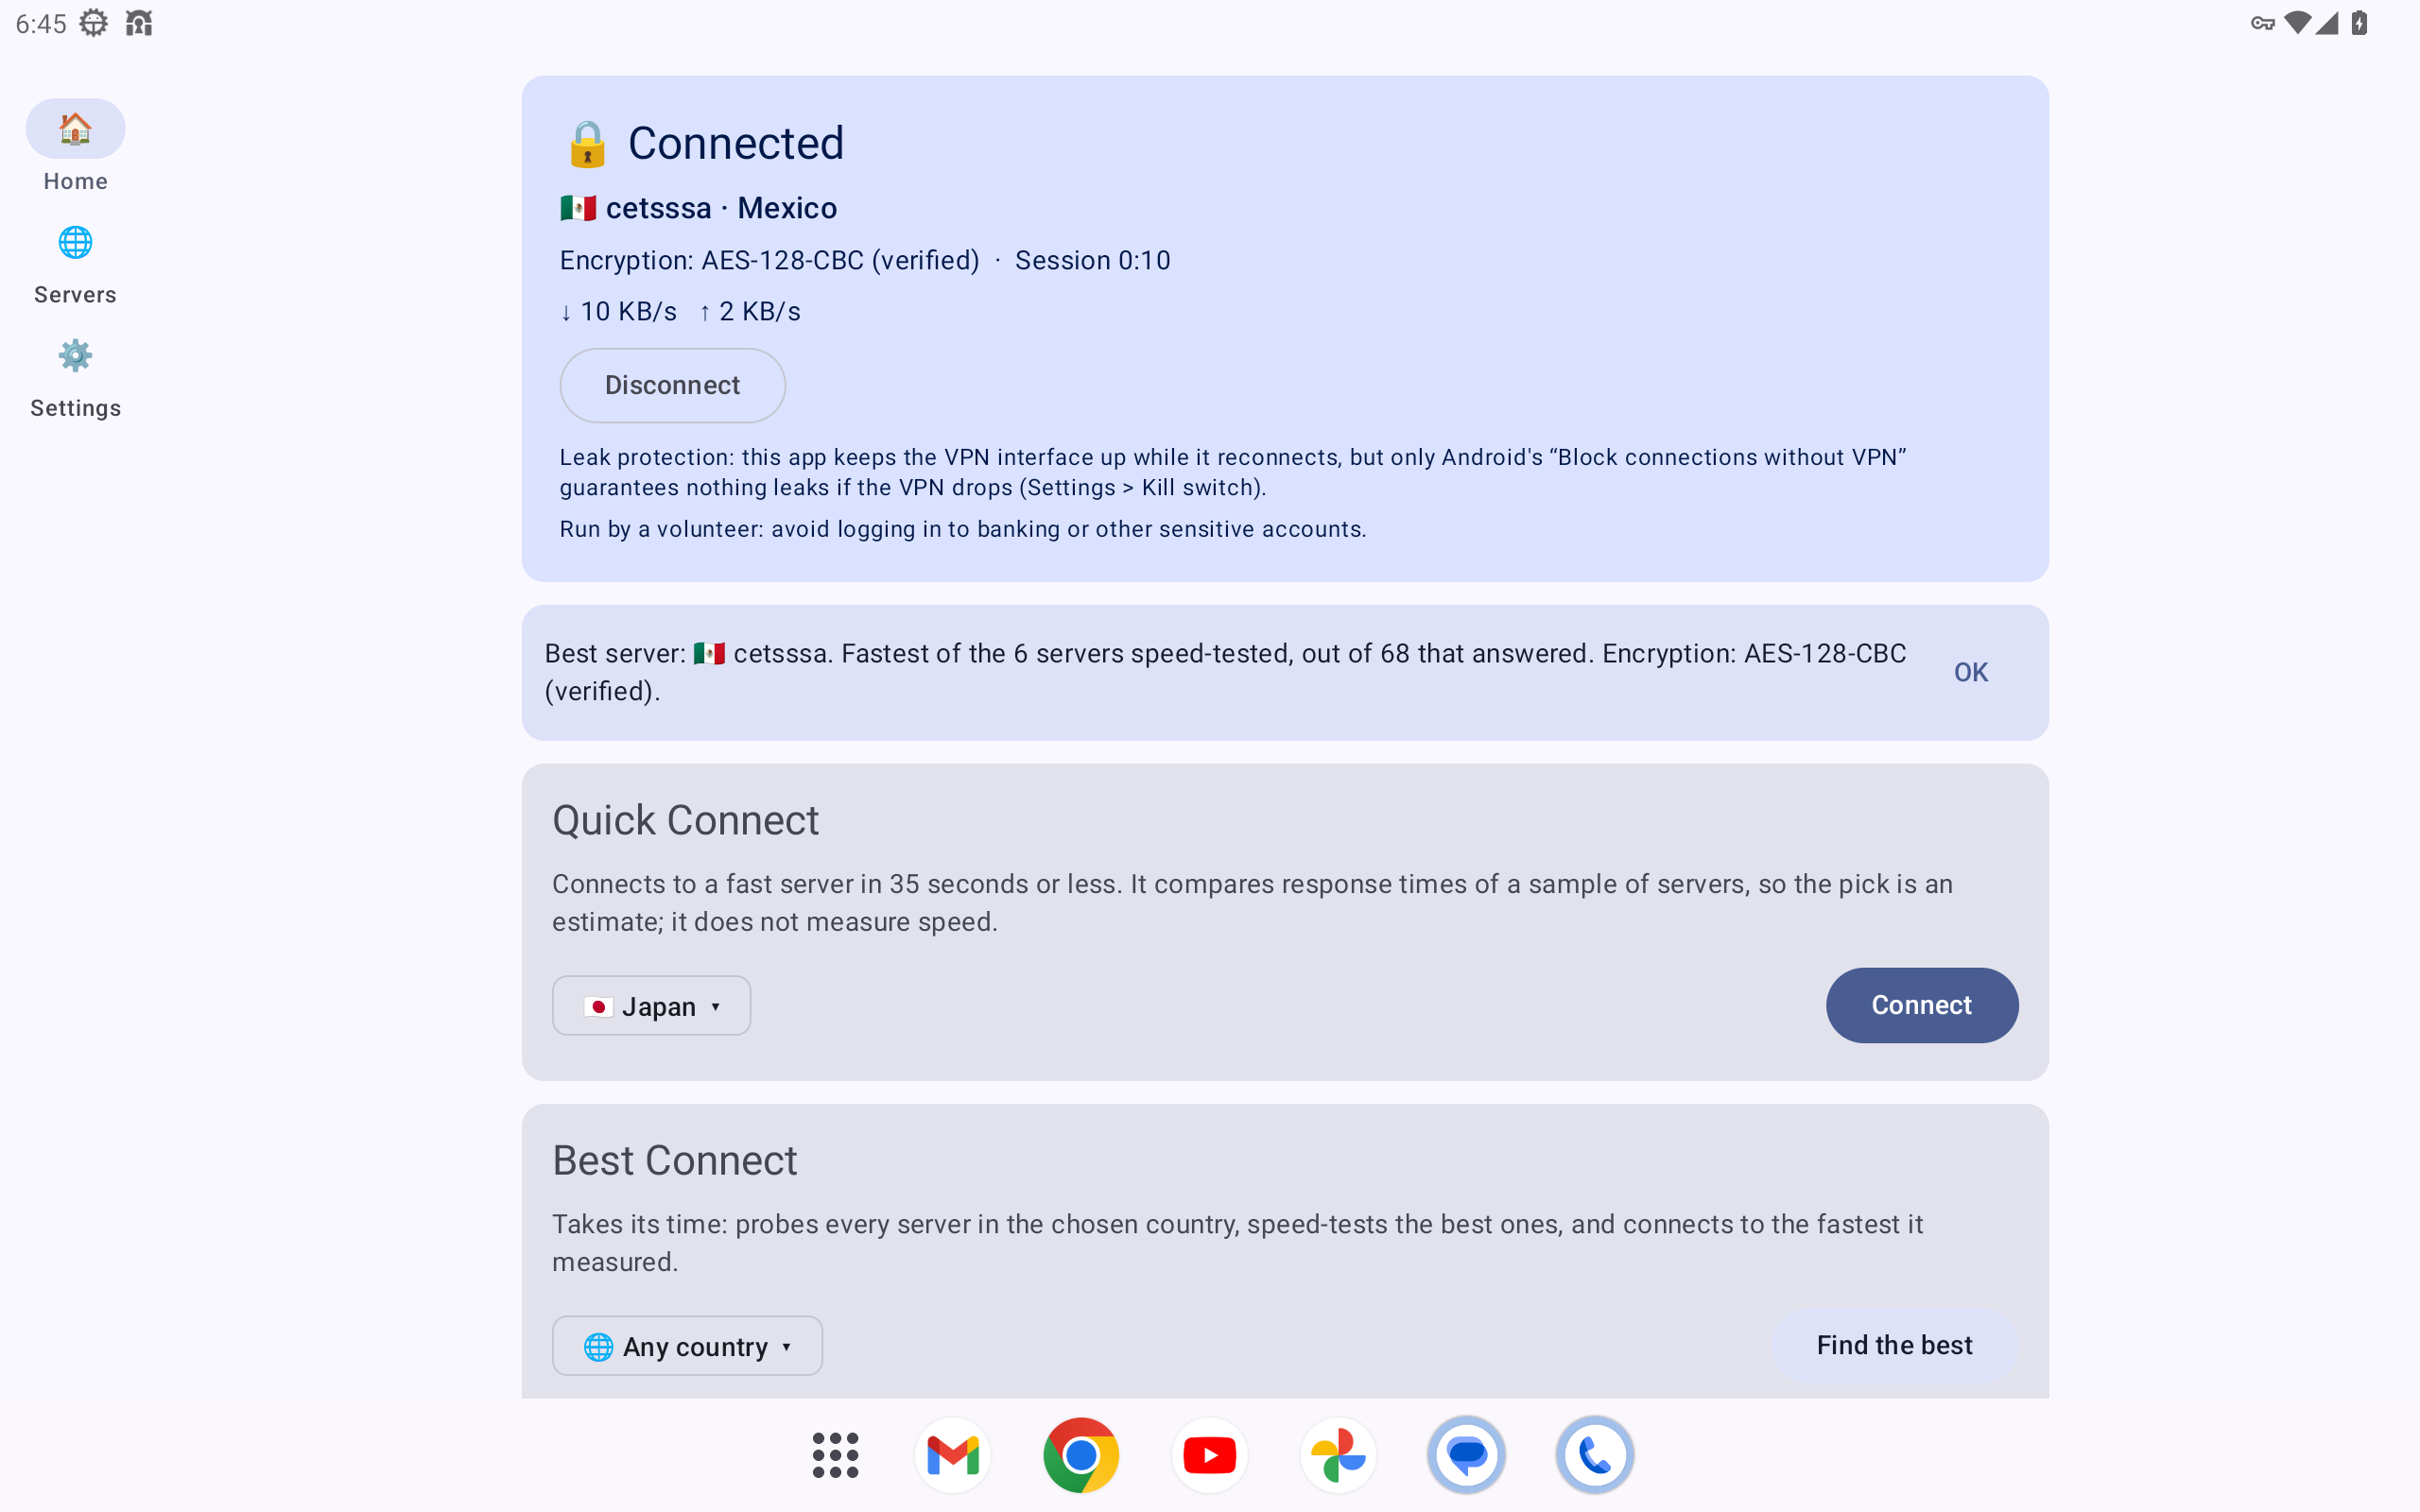 6:45
Home
Servers
Settings
🔒 Connected
🇲🇽 cetsssa · Mexico
Encryption: AES-128-CBC (verified) · Session 0:10
↓ 10 KB/s ↑ 2 KB/s
Disconnect
Leak protection: this app keeps the VPN interface up while it reconnects, but only Android's “Block connections without VPN”
guarantees nothing leaks if the VPN drops (Settings > Kill switch).
Run by a volunteer: avoid logging in to banking or other sensitive accounts.
Best server: 🇲🇽 cetsssa. Fastest of the 6 servers speed-tested, out of 68 that answered. Encryption: AES-128-CBC
(verified).
OK
Quick Connect
Connects to a fast server in 35 seconds or less. It compares response times of a sample of servers, so the pick is an
estimate; it does not measure speed.
🇯🇵 Japan ▾
Connect
Best Connect
Takes its time: probes every server in the chosen country, speed-tests the best ones, and connects to the fastest it
measured.
🌐 Any country ▾
Find the best